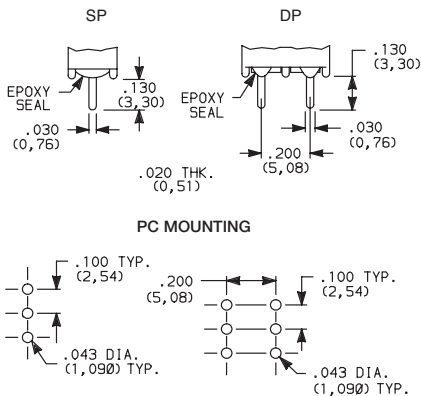 SP
DP
EPOXY
SEAL
.130
(3,30)
.030
(0,76)
EPOXY
SEAL
.130
(3,30)
.030
(0,76)
.200
(5,08)
.020 THK.
(0,51)
PC MOUNTING
.100 TYP.
(2,54)
.043 DIA.
(1,090) TYP.
.200
(5,08)
.100 TYP.
(2,54)
.043 DIA.
(1,090) TYP.